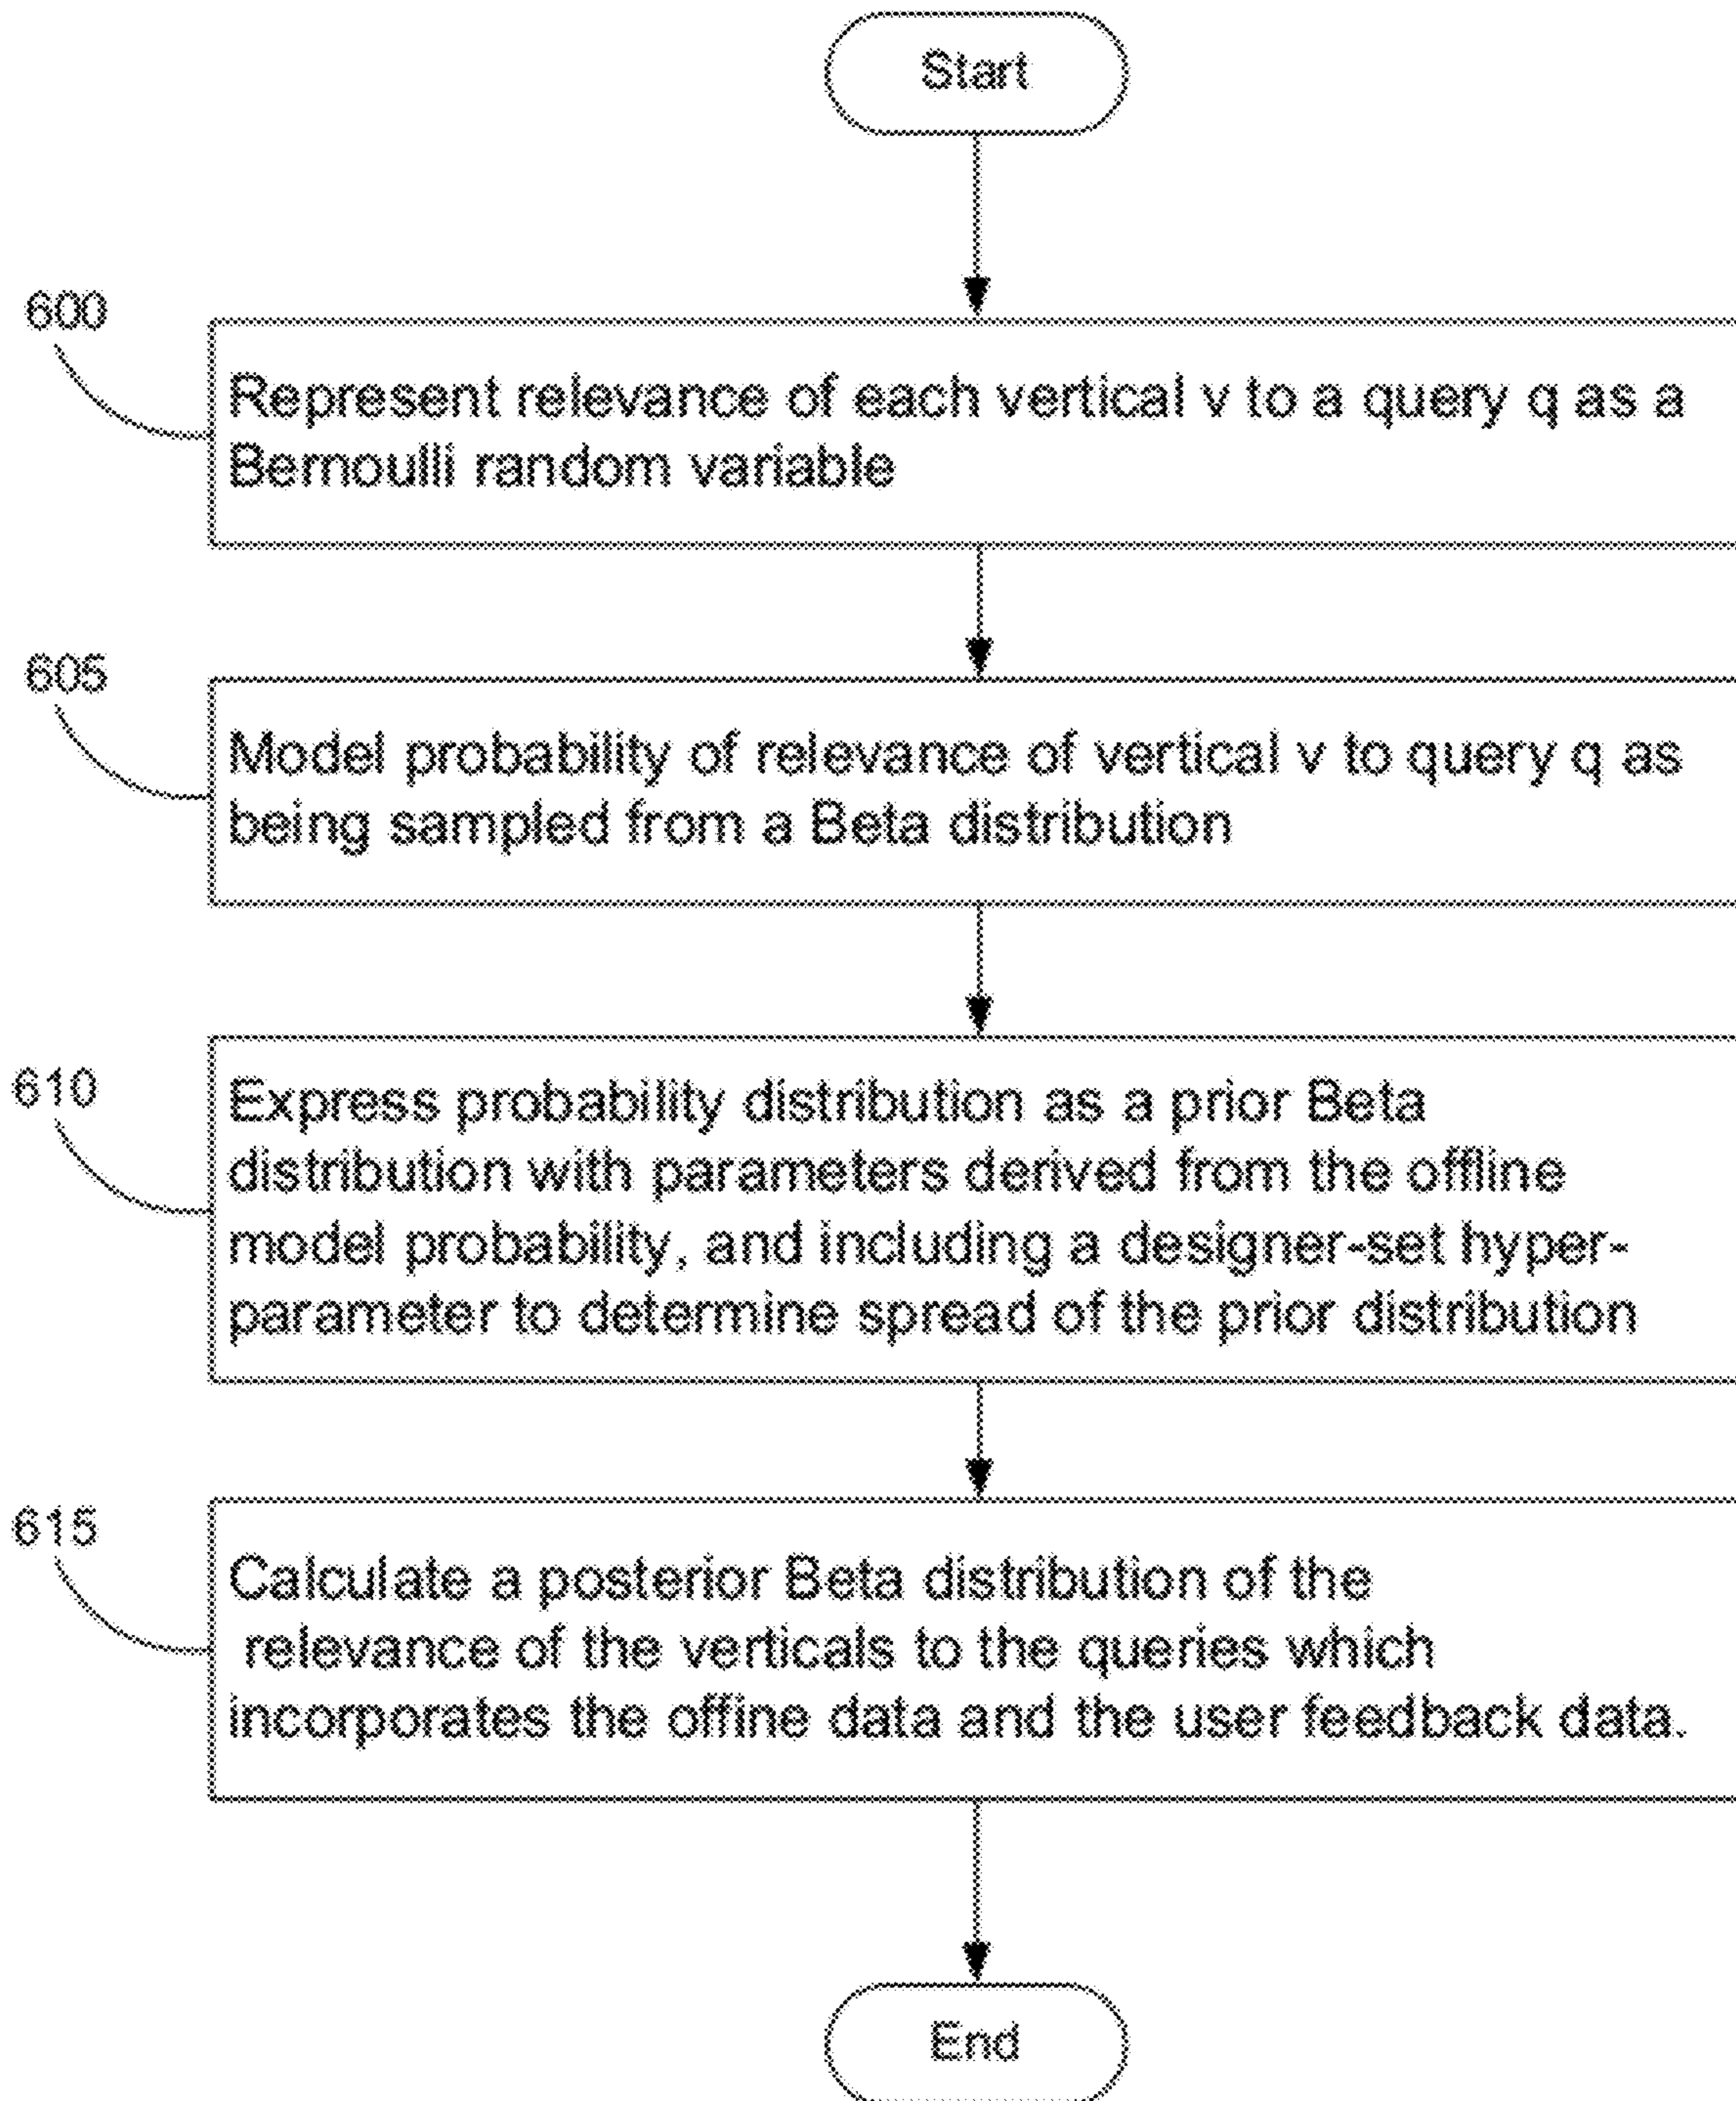 Start
600
Represent relevance of each vertical v to a query q as a
Bernoulli random variable
605
Model probability of relevance of vertical v to query q as
being sampled from a Beta distribution
610
Express probability distribution as a prior Beta
distribution with parameters derived from the offline
model probability, and including a designer-set hyper-
parameter to determine spread of the prior distribution
615
Calculate a posterior Beta distribution of the
relevance of the verticals to the queries which
incorporates the offine data and the user feedback data.
End